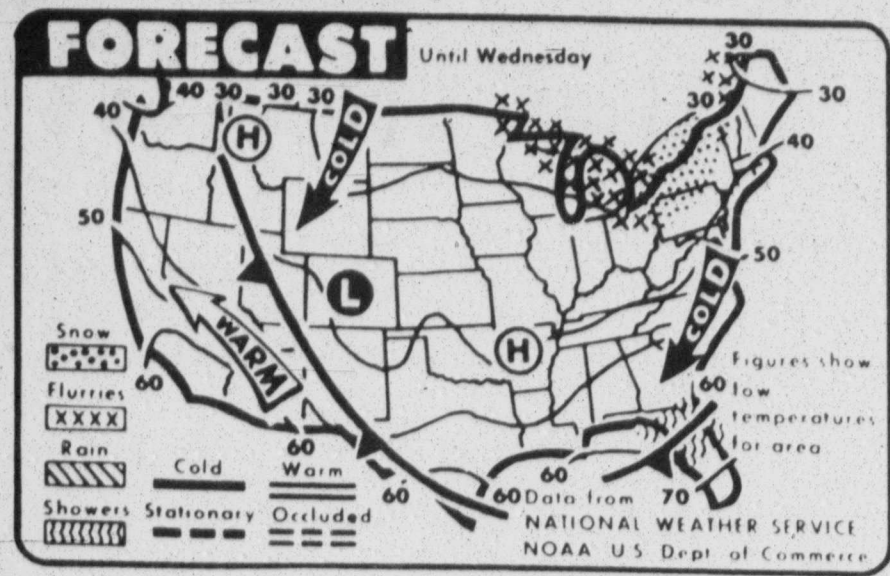 FORECAST
Until Wednesday
30
40 30 30 30
30
30
40
40
50
50
H
COLD
L
WARM
H
COLD
Snow
Flurries
XXXX
Rain
Showers
Cold
Warm
Stationary
Occluded
60
60
60
60
60
70
60
Figures show
low
temperatures
for area
Data from
NATIONAL WEATHER SERVICE
NOAA US Dept of Commerce